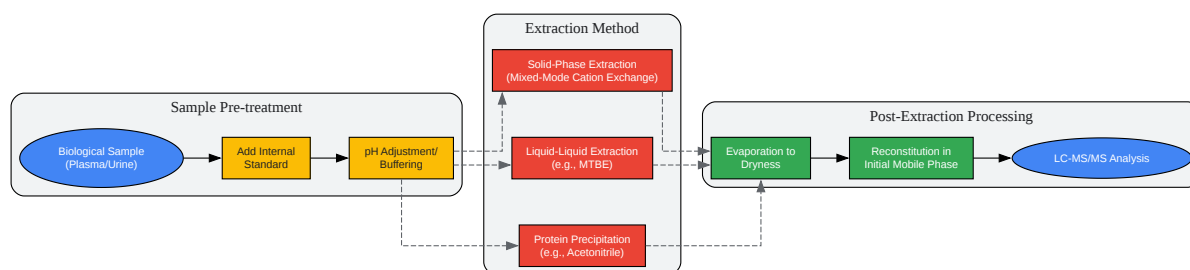 Sample Pre-treatment
Biological Sample
(Plasma/Urine)
Add Internal
Standard
pH Adjustment/
Buffering
Extraction Method
Solid-Phase Extraction
(Mixed-Mode Cation Exchange)
Liquid-Liquid Extraction
(e.g., MTBE)
Protein Precipitation
(e.g., Acetonitrile)
Post-Extraction Processing
Evaporation to
Dryness
Reconstitution in
Initial Mobile Phase
LC-MS/MS Analysis